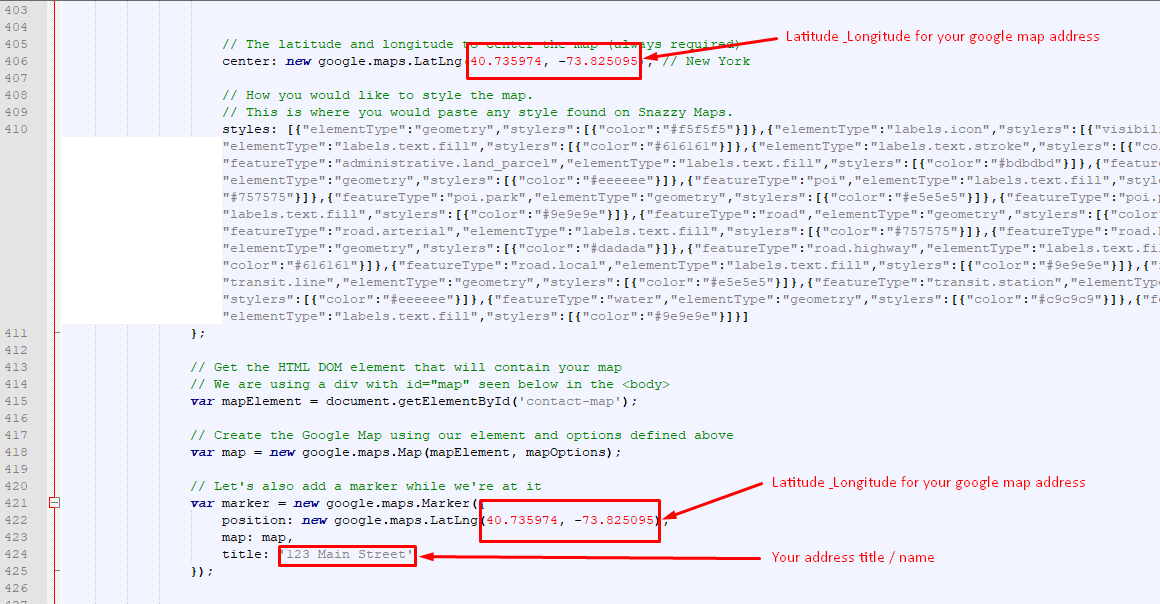 403
404
405 // The latitude and longitude to center the map (always required)
Latitude _Longitude for your google map address
406 center: new google.maps.LatLng(40.735974, -73.825095), // New York
407
408 // How you would like to style the map.
409 // This is where you would paste any style found on Snazzy Maps.
410 styles: [{"elementType":"geometry","stylers":[{"color":"#f5f5f5"}]},{"elementType":"labels.icon","stylers":[{"visibili
"elementType":"labels.text.fill","stylers":[{"color":"#616161"}]},{"elementType":"labels.text.stroke","stylers":[{"co
"featureType":"administrative.land_parcel","elementType":"labels.text.fill","stylers":[{"color":"#bdbdbd"}]},{"featur
"elementType":"geometry","stylers":[{"color":"#eeeeee"}]},{"featureType":"poi","elementType":"labels.text.fill","style
"#757575"}]},{"featureType":"poi.park","elementType":"geometry","stylers":[{"color":"#e5e5e5"}]},{"featureType":"poi.p
"labels.text.fill","stylers":[{"color":"#9e9e9e"}]},{"featureType":"road","elementType":"geometry","stylers":[{"color
"featureType":"road.arterial","elementType":"labels.text.fill","stylers":[{"color":"#757575"}]},{"featureType":"road.h
"elementType":"geometry","stylers":[{"color":"#dadada"}]},{"featureType":"road.highway","elementType":"labels.text.fil
"color":"#616161"}]},{"featureType":"road.local","elementType":"labels.text.fill","stylers":[{"color":"#9e9e9e"}]},{"
"transit.line","elementType":"geometry","stylers":[{"color":"#e5e5e5"}]},{"featureType":"transit.station","elementType
"stylers":[{"color":"#eeeeee"}]},{"featureType":"water","elementType":"geometry","stylers":[{"color":"#c9c9c9"}]},{"fe
"elementType":"labels.text.fill","stylers":[{"color":"#9e9e9e"}]}]
411 };
412
413 // Get the HTML DOM element that will contain your map
414 // We are using a div with id="map" seen below in the <body>
415 var mapElement = document.getElementById('contact-map');
416
417 // Create the Google Map using our element and options defined above
418 var map = new google.maps.Map(mapElement, mapOptions);
419
420 // Let's also add a marker while we're at it
Latitude _Longitude for your google map address
421 var marker = new google.maps.Marker({
422 position: new google.maps.LatLng(40.735974, -73.825095),
423 map: map,
424 title: '123 Main Street'
Your address title / name
425 });
426